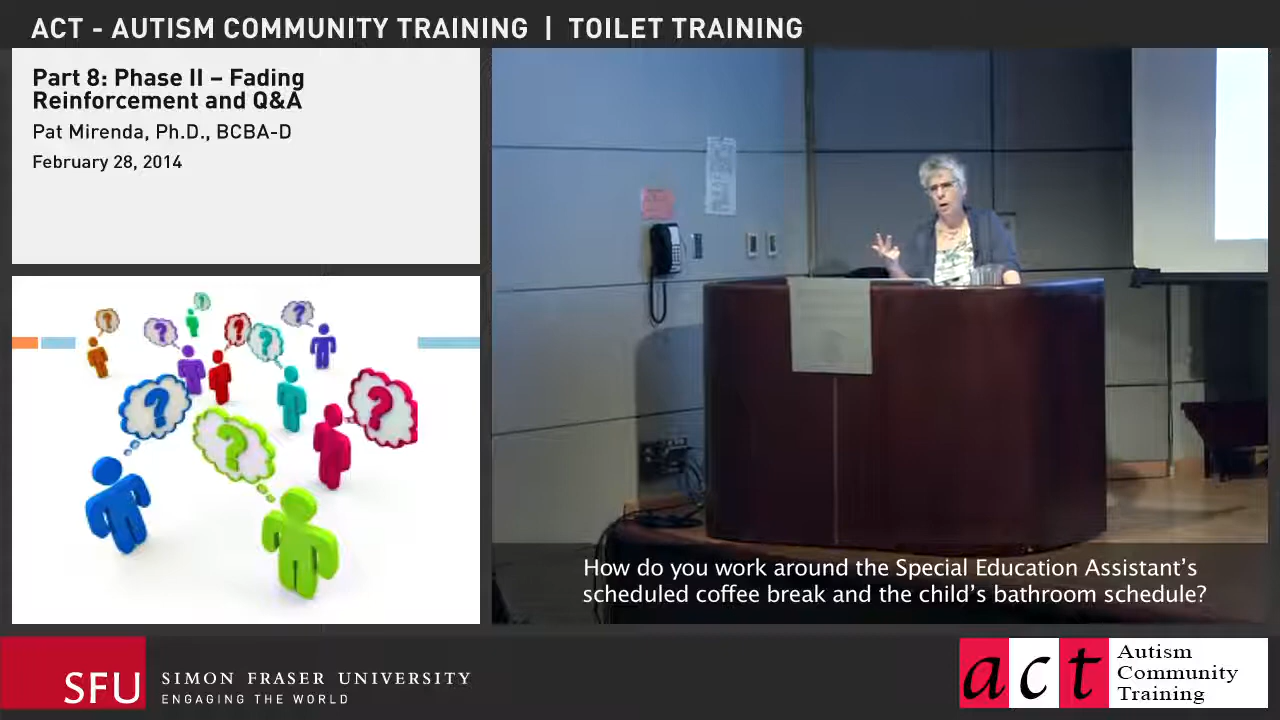 ACT - AUTISM COMMUNITY TRAINING | TOILET TRAINING
Part 8: Phase II – Fading
Reinforcement and Q&A
Pat Mirenda, Ph.D., BCBA-D
February 28, 2014
How do you work around the Special Education Assistant's
scheduled coffee break and the child's bathroom schedule?
SFU
SIMON FRASER UNIVERSITY
ENGAGING THE WORLD
act
Autism
Community
Training